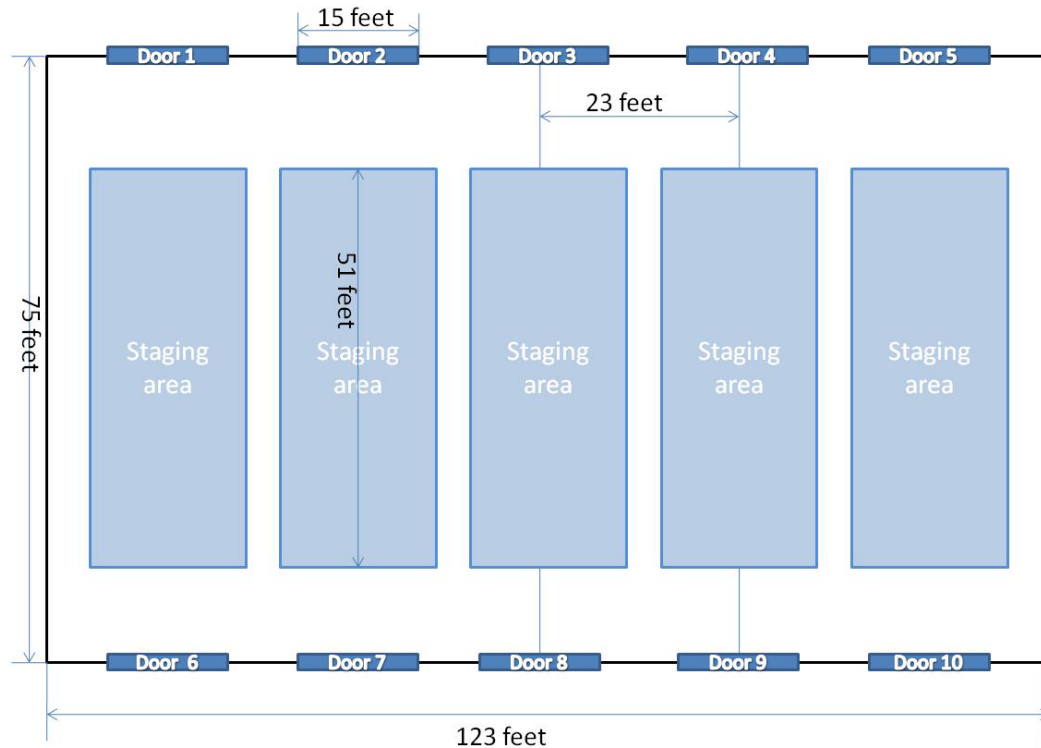 15 feet
Door 1 Door 2 Door 3 Door 4 Door 5
23 feet
51 feet
75 feet
Staging area
Staging area
Staging area
Staging area
Staging area
Door 6 Door 7 Door 8 Door 9 Door 10
123 feet